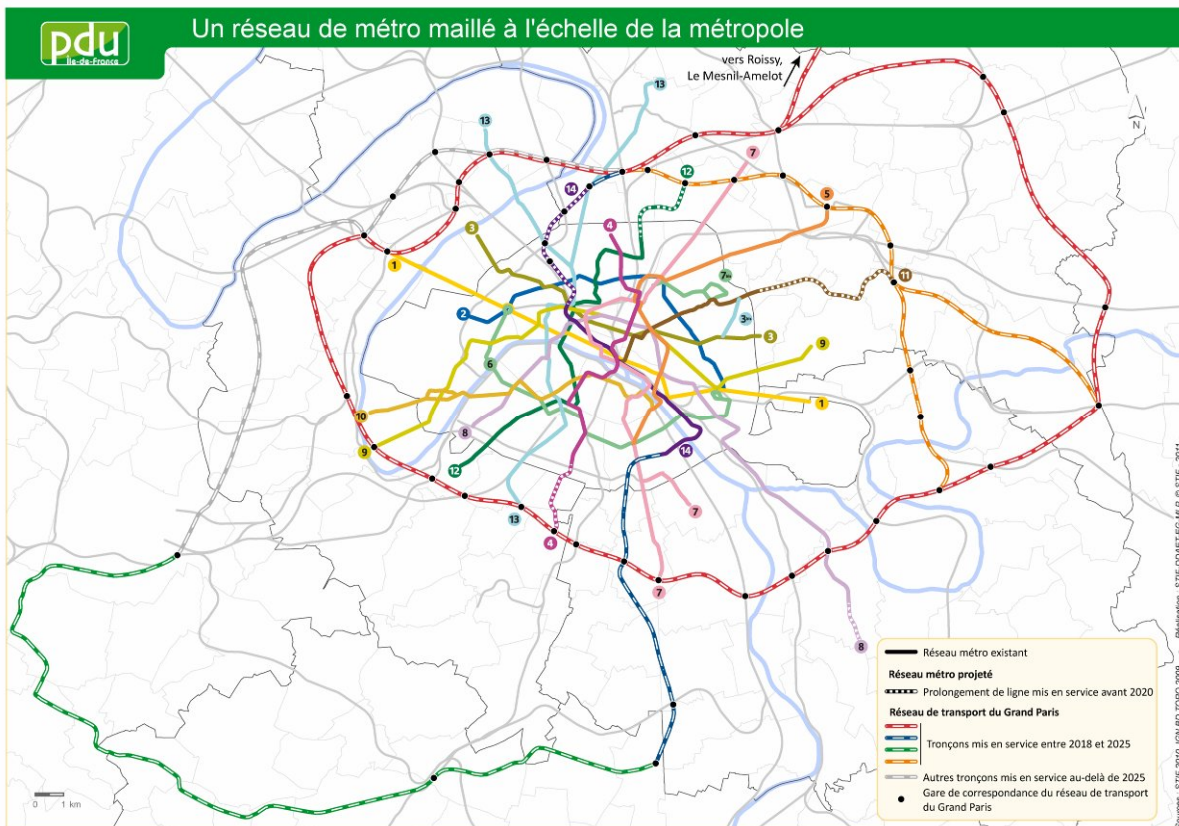 pdu
Île-de-France
Un réseau de métro maillé à l'échelle de la métropole
vers Roissy,
Le Mesnil-Amelot
N
13
13
7
12
14
5
3
4
1
7bis
11
2
3bis
3
9
6
1
10
8
9
12
14
13
7
4
7
8
Réseau métro existant
Réseau métro projeté
Prolongement de ligne mis en service avant 2020
Réseau de transport du Grand Paris
Tronçons mis en service entre 2018 et 2025
Autres tronçons mis en service au-delà de 2025
Gare de correspondance du réseau de transport
du Grand Paris
0 1 km